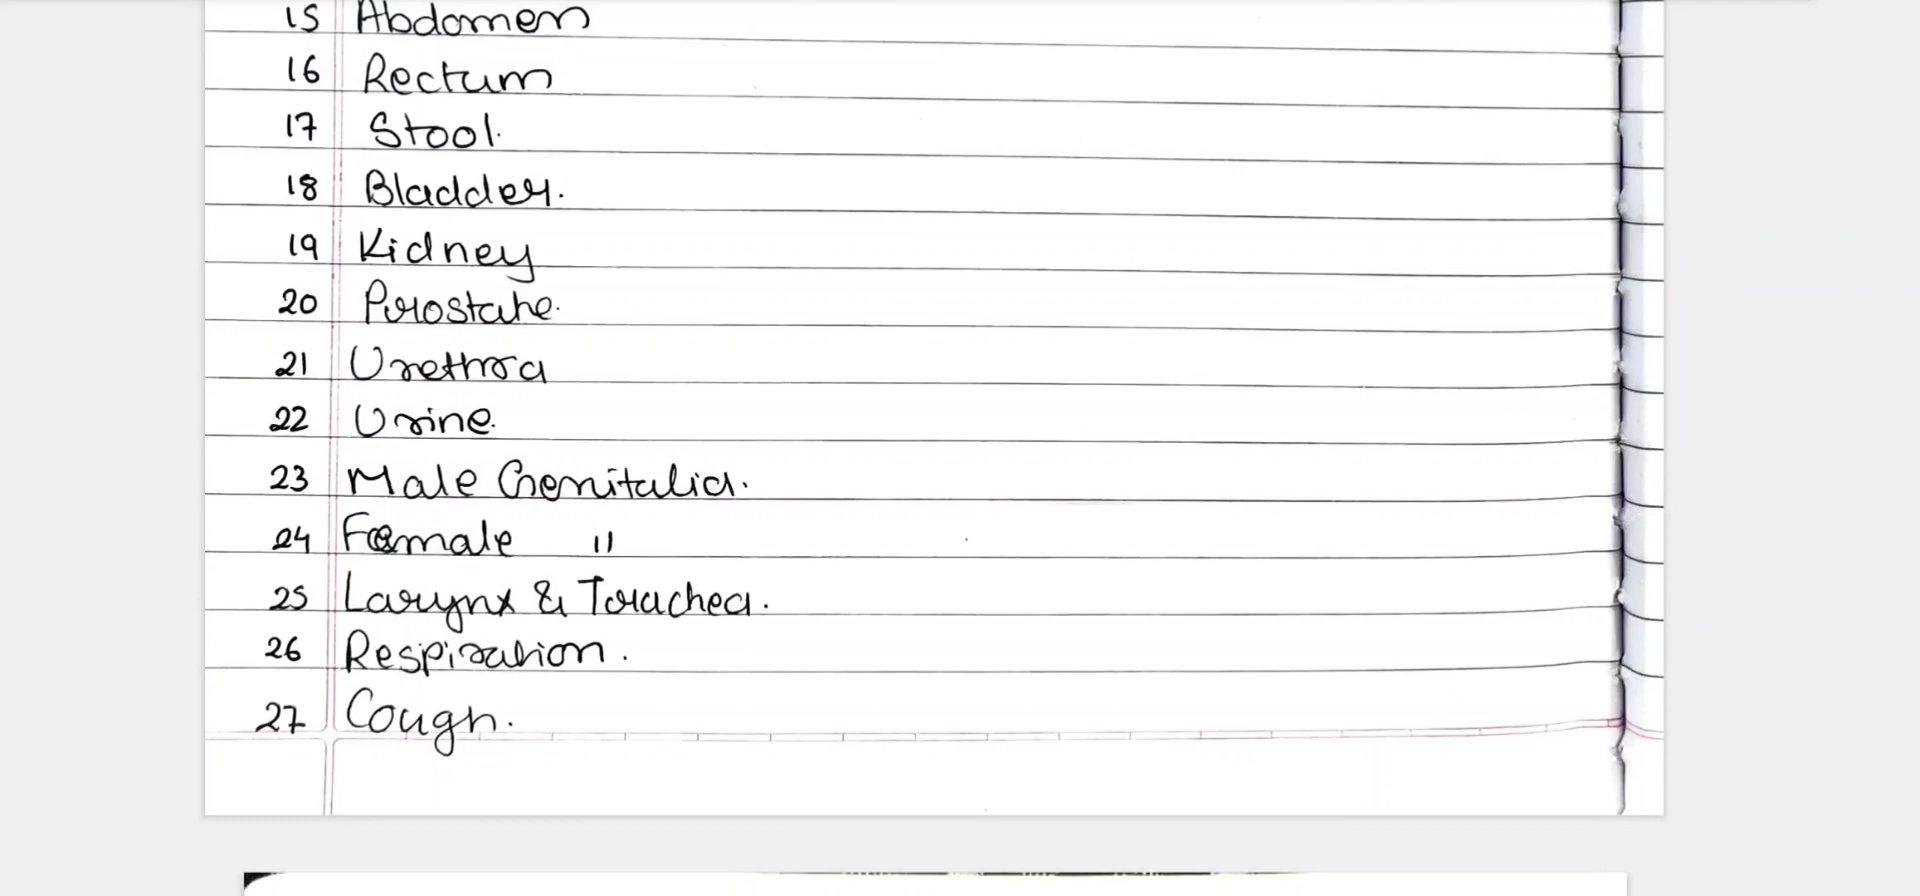 15 Abdomen
16 Rectum
17 Stool.
18 Bladder.
19 Kidney
20 Prostate.
21 Urethra
22 Urine.
23 Male Genitalia.
24 Female "
25 Larynx & Trachea.
26 Respiration.
27 Cough.